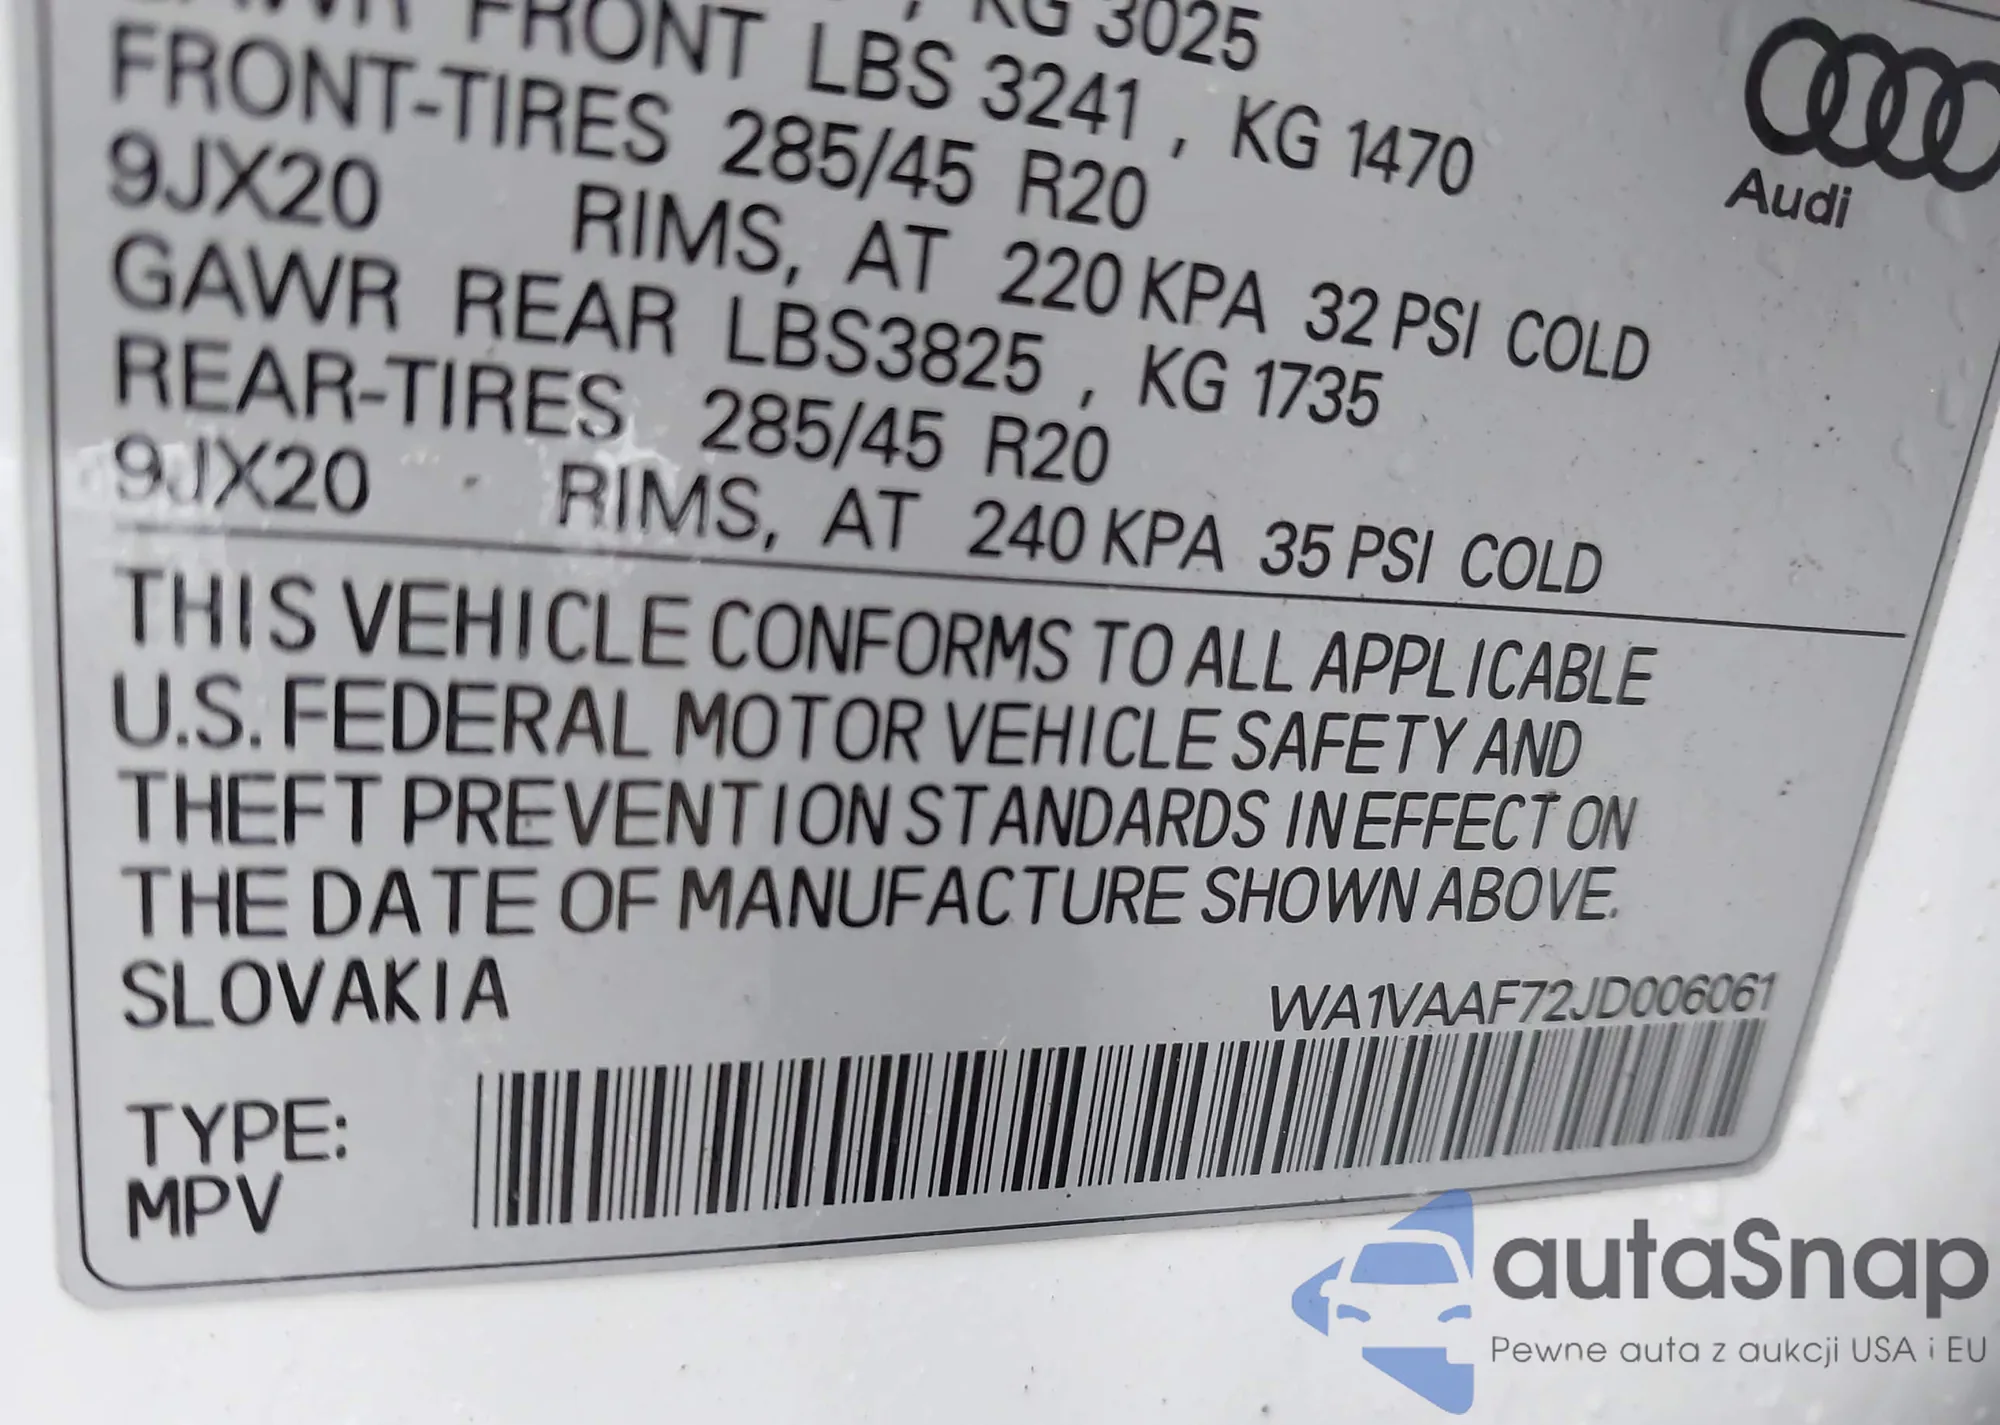 , KG 3025
GAWR FRONT LBS 3241 , KG 1470
FRONT-TIRES 285/45 R20
9JX20 RIMS, AT 220 KPA 32 PSI COLD
GAWR REAR LBS3825 , KG 1735
REAR-TIRES 285/45 R20
9JX20 RIMS, AT 240 KPA 35 PSI COLD
Audi
THIS VEHICLE CONFORMS TO ALL APPLICABLE
U.S. FEDERAL MOTOR VEHICLE SAFETY AND
THEFT PREVENTION STANDARDS IN EFFECT ON
THE DATE OF MANUFACTURE SHOWN ABOVE.
SLOVAKIA
WA1VAAF72JD006061
TYPE:
MPV
autaSnap
Pewne auta z aukcji USA i EU